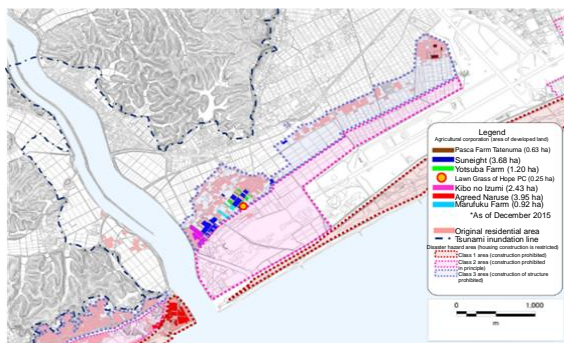 Legend
Agricultural corporation (area of developed land)
Pasca Farm Tatenuma (0.63 ha)
Suneight (3.68 ha)
Yotsuba Farm (1.20 ha)
Lawn Grass of Hope PC (0.25 ha)
Kibo no Izumi (2.43 ha)
Agreed Naruse (3.95 ha)
Marufuku Farm (0.92 ha)
*As of December 2015
Original residential area
Tsunami inundation line
Disaster hazard area (housing construction is restricted)
Class 1 area (construction prohibited)
Class 2 area (construction prohibited
in principle)
Class 3 area (construction of structure
prohibited)
0 1,000
m